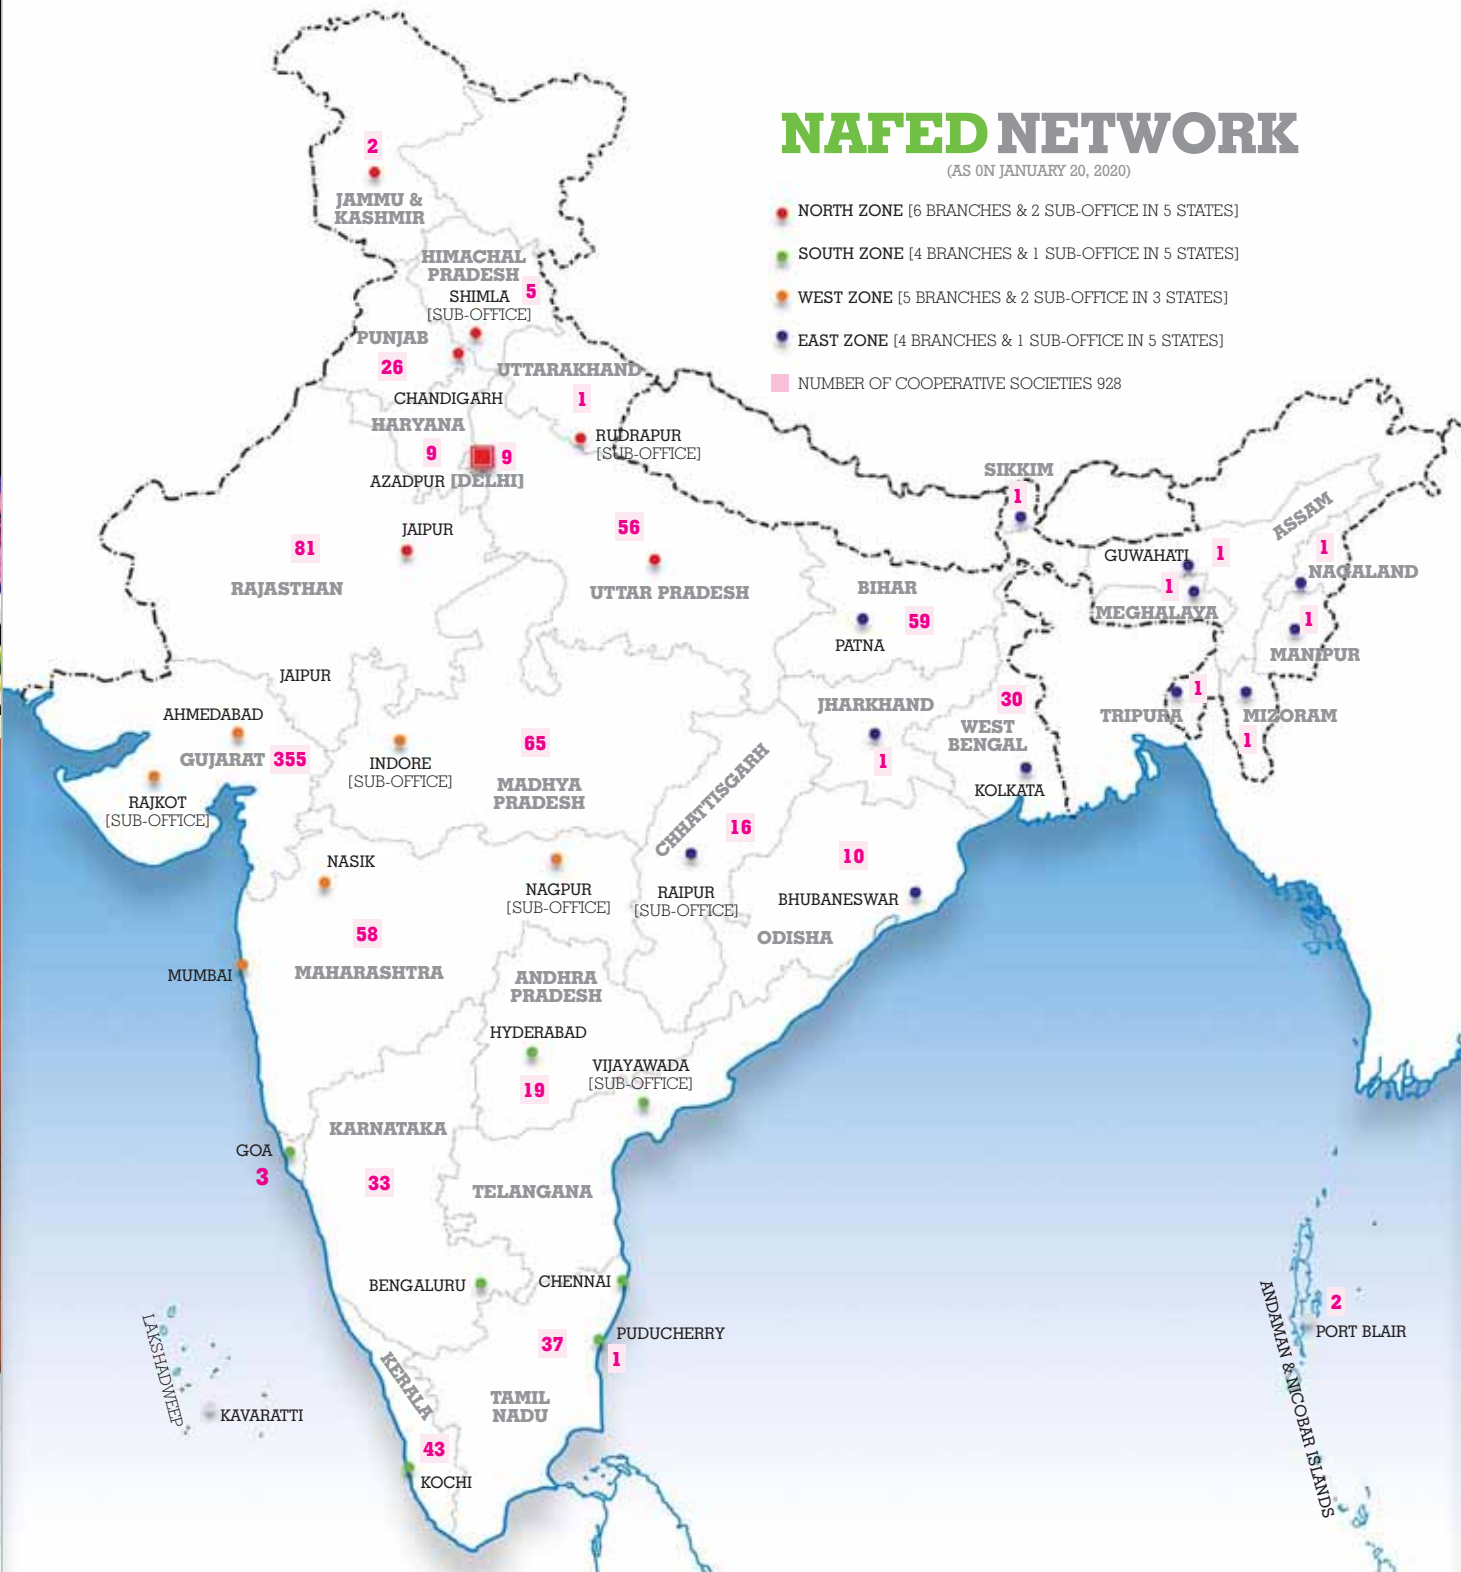 NAFED NETWORK
(AS 0N JANUARY 20, 2020)
NORTH ZONE [6 BRANCHES & 2 SUB-OFFICE IN 5 STATES]
SOUTH ZONE [4 BRANCHES & 1 SUB-OFFICE IN 5 STATES]
WEST ZONE [5 BRANCHES & 2 SUB-OFFICE IN 3 STATES]
EAST ZONE [4 BRANCHES & 1 SUB-OFFICE IN 5 STATES]
NUMBER OF COOPERATIVE SOCIETIES 928
2
JAMMU &
KASHMIR
HIMACHAL
PRADESH
5
SHIMLA
[SUB-OFFICE]
PUNJAB
26
CHANDIGARH
UTTARAKHAND
1
RUDRAPUR
[SUB-OFFICE]
HARYANA
9
9
AZADPUR [DELHI]
JAIPUR
81
RAJASTHAN
56
UTTAR PRADESH
SIKKIM
1
ASSAM
GUWAHATI
1
1
NAGALAND
1
MEGHALAYA
1
MANIPUR
BIHAR
59
PATNA
JAIPUR
AHMEDABAD
GUJARAT 355
RAJKOT
[SUB-OFFICE]
INDORE
[SUB-OFFICE]
65
MADHYA
PRADESH
JHARKHAND
1
30
WEST
BENGAL
KOLKATA
1
TRIPURA
MIZORAM
1
CHHATTISGARH
16
RAIPUR
[SUB-OFFICE]
10
BHUBANESWAR
ODISHA
NASIK
NAGPUR
[SUB-OFFICE]
58
MAHARASHTRA
MUMBAI
ANDHRA
PRADESH
HYDERABAD
19
VIJAYAWADA
[SUB-OFFICE]
KARNATAKA
33
GOA
3
TELANGANA
BENGALURU
CHENNAI
37
PUDUCHERRY
1
TAMIL
NADU
KERALA
43
KOCHI
LAKSHADWEEP
KAVARATTI
2
PORT BLAIR
ANDAMAN & NICOBAR ISLANDS